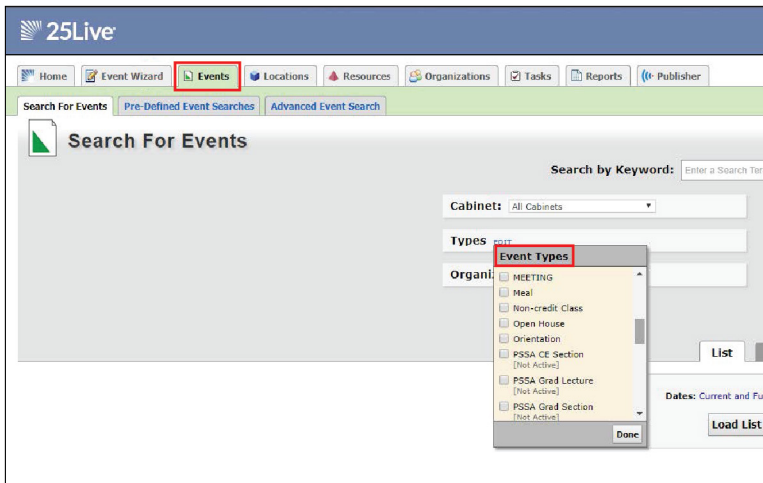 25Live
Home Event Wizard Events Locations Resources Organizations Tasks Reports Publisher
Search For Events Pre-Defined Event Searches Advanced Event Search
Search For Events
Search by Keyword: Enter a Search Ter
Cabinet: All Cabinets
Types EDIT
Event Types
Organi
MEETING
Meal
Non-credit Class
Open House
Orientation
PSSA CE Section
[Not Active]
PSSA Grad Lecture
[Not Active]
PSSA Grad Section
[Not Active]
Done
List
Dates: Current and Fu
Load List